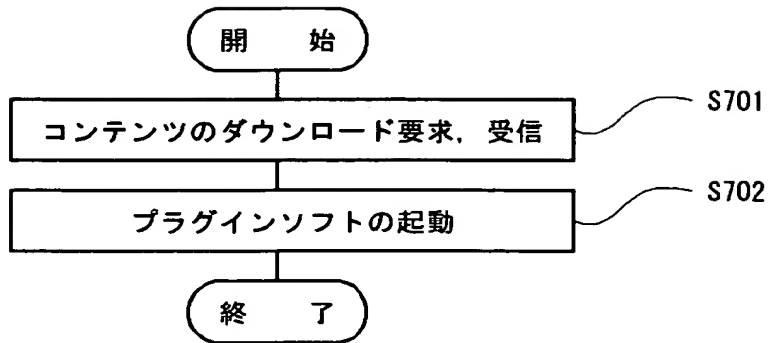 開　始
コンテンツのダウンロード要求，受信
S701
プラグインソフトの起動
S702
終　了